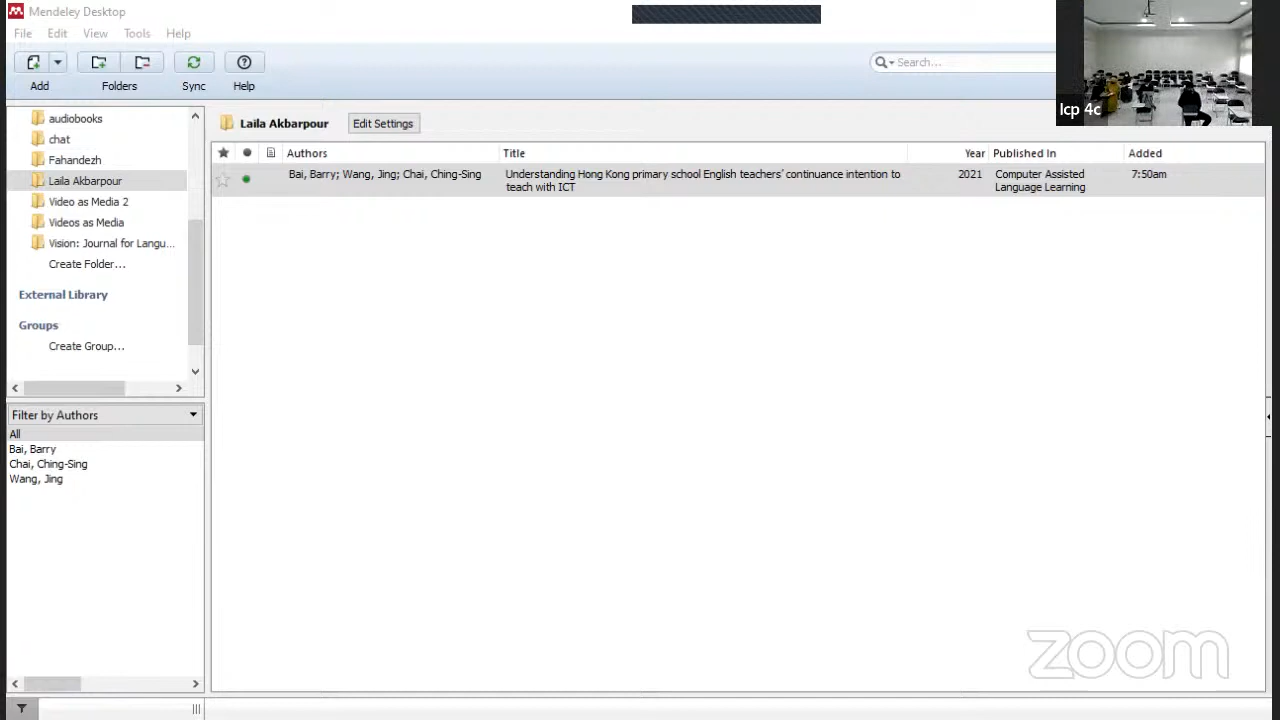 Mendeley Desktop
File Edit View Tools Help
Add Folders Sync Help
Search...
lcp 4c
audiobooks
chat
Fahandezh
Laila Akbarpour
Video as Media 2
Videos as Media
Vision: Journal for Langu...
Create Folder...
External Library
Groups
Create Group...
Filter by Authors
All
Bai, Barry
Chai, Ching-Sing
Wang, Jing
Laila Akbarpour Edit Settings
Authors Title Year Published In Added
Bai, Barry; Wang, Jing; Chai, Ching-Sing Understanding Hong Kong primary school English teachers' continuance intention to 2021 Computer Assisted 7:50am
teach with ICT Language Learning
zoom